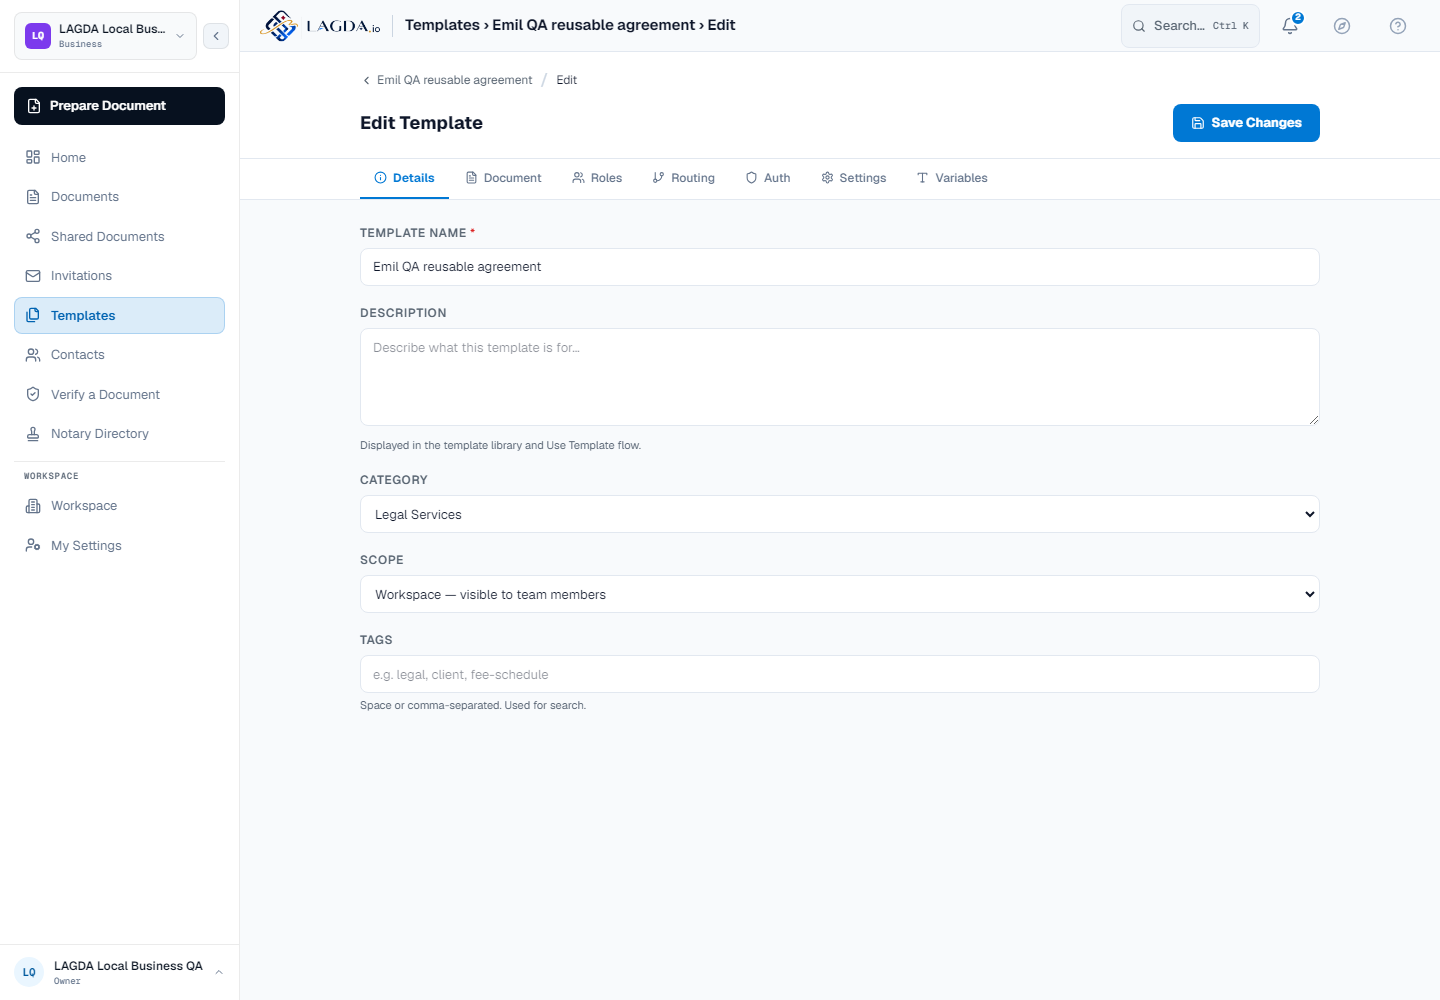 LQ
LAGDA Local Bus...
Business
Prepare Document
Home
Documents
Shared Documents
Invitations
Templates
Contacts
Verify a Document
Notary Directory
WORKSPACE
Workspace
My Settings
LQ
LAGDA Local Business QA
Owner
LAGDA.io
Templates › Emil QA reusable agreement › Edit
Search... Ctrl K
2
Emil QA reusable agreement / Edit
Edit Template
Save Changes
Details
Document
Roles
Routing
Auth
Settings
Variables
TEMPLATE NAME *
Emil QA reusable agreement
DESCRIPTION
Describe what this template is for...
Displayed in the template library and Use Template flow.
CATEGORY
Legal Services
SCOPE
Workspace — visible to team members
TAGS
e.g. legal, client, fee-schedule
Space or comma-separated. Used for search.